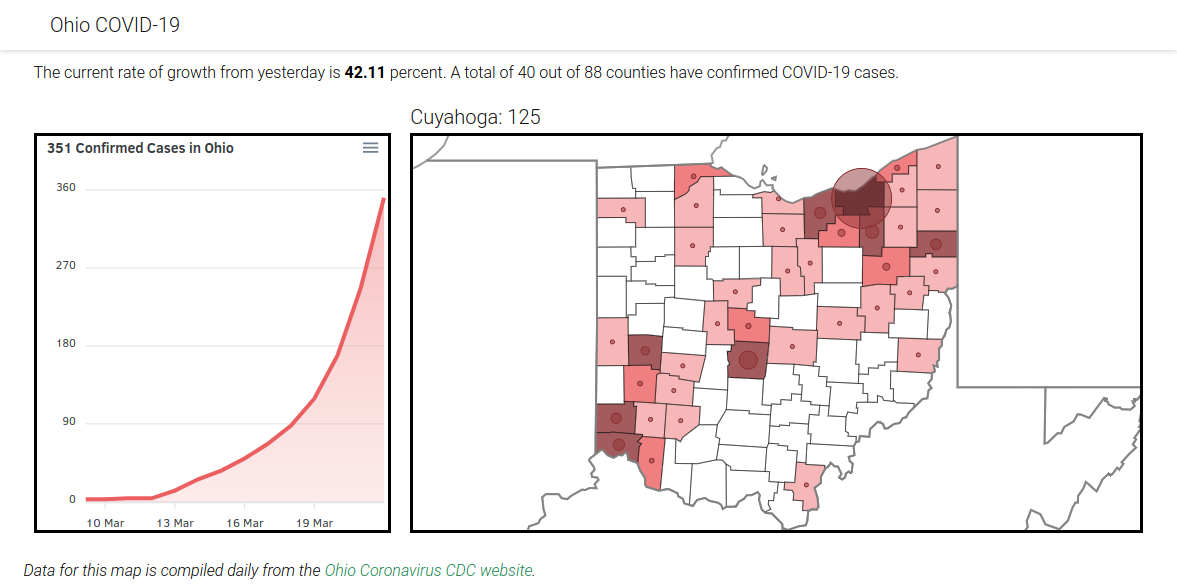 Ohio COVID-19
The current rate of growth from yesterday is 42.11 percent. A total of 40 out of 88 counties have confirmed COVID-19 cases.
Cuyahoga: 125
351 Confirmed Cases in Ohio
360
270
180
90
0
10 Mar 13 Mar 16 Mar 19 Mar
Data for this map is compiled daily from the Ohio Coronavirus CDC website.